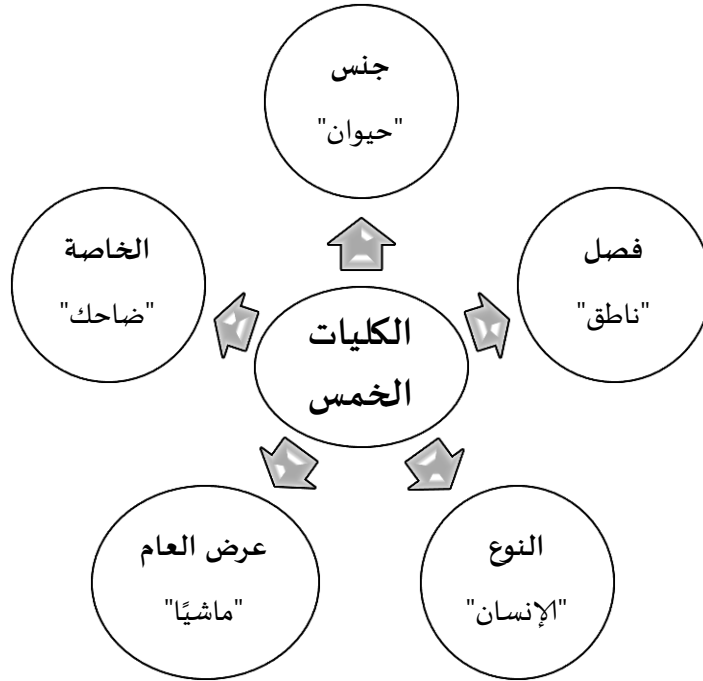 جنس
"حيوان"
فصل
"ناطق"
الخاصة
"ضاحك"
الكليات
الخمس
النوع
"الإنسان"
عرض العام
"ماشيًا"